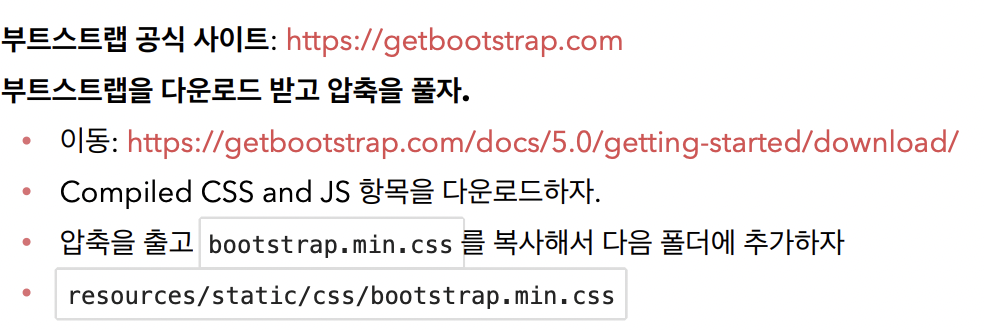 부트스트랩 공식 사이트: https://getbootstrap.com
부트스트랩을 다운로드 받고 압축을 풀자.
• 이동: https://getbootstrap.com/docs/5.0/getting-started/download/
• Compiled CSS and JS 항목을 다운로드하자.
• 압축을 출고 bootstrap.min.css 를 복사해서 다음 폴더에 추가하자
• resources/static/css/bootstrap.min.css